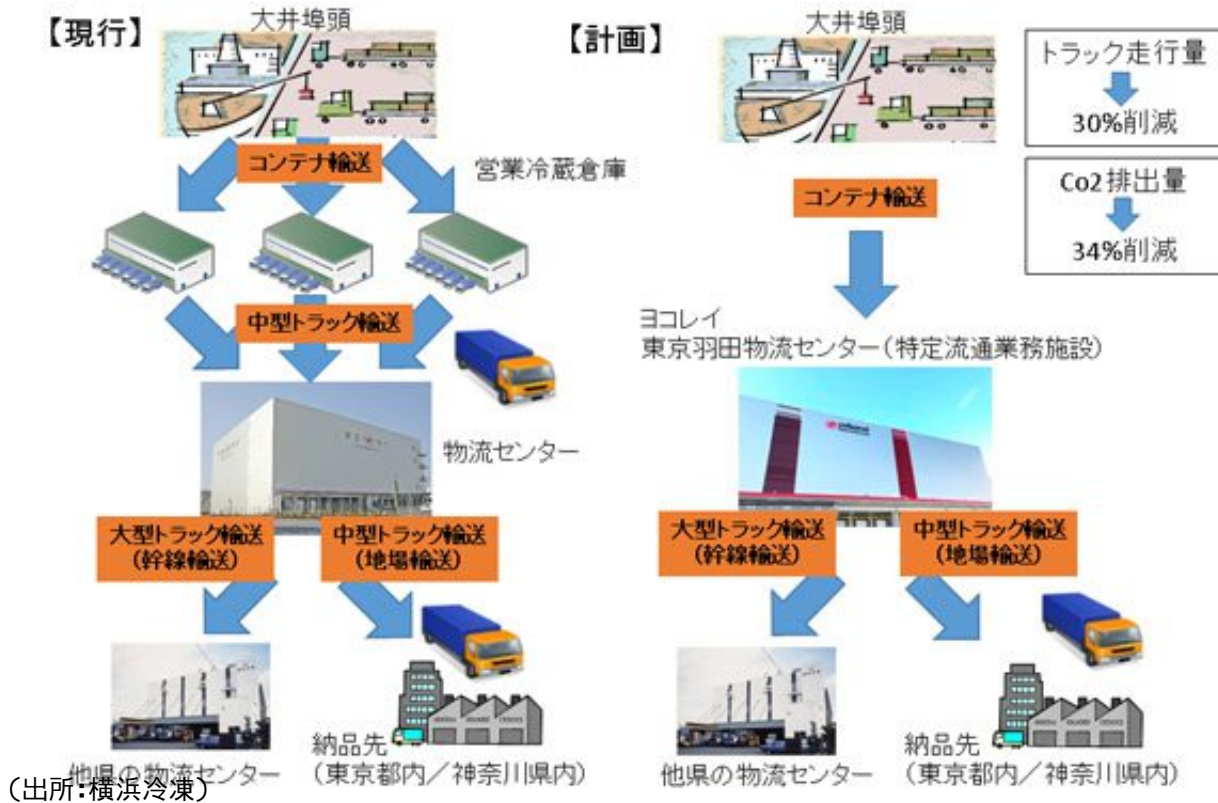 【現行】
大井埠頭
コンテナ輸送
営業冷蔵倉庫
中型トラック輸送
物流センター
大型トラック輸送
(幹線輸送)
中型トラック輸送
(地場輸送)
他県の物流センター
納品先
(東京都内/神奈川県内)
【計画】
大井埠頭
コンテナ輸送
ヨコレイ
東京羽田物流センター(特定流通業務施設)
大型トラック輸送
(幹線輸送)
中型トラック輸送
(地場輸送)
他県の物流センター
納品先
(東京都内/神奈川県内)
トラック走行量
30%削減
Co2排出量
34%削減
(出所:横浜冷凍)